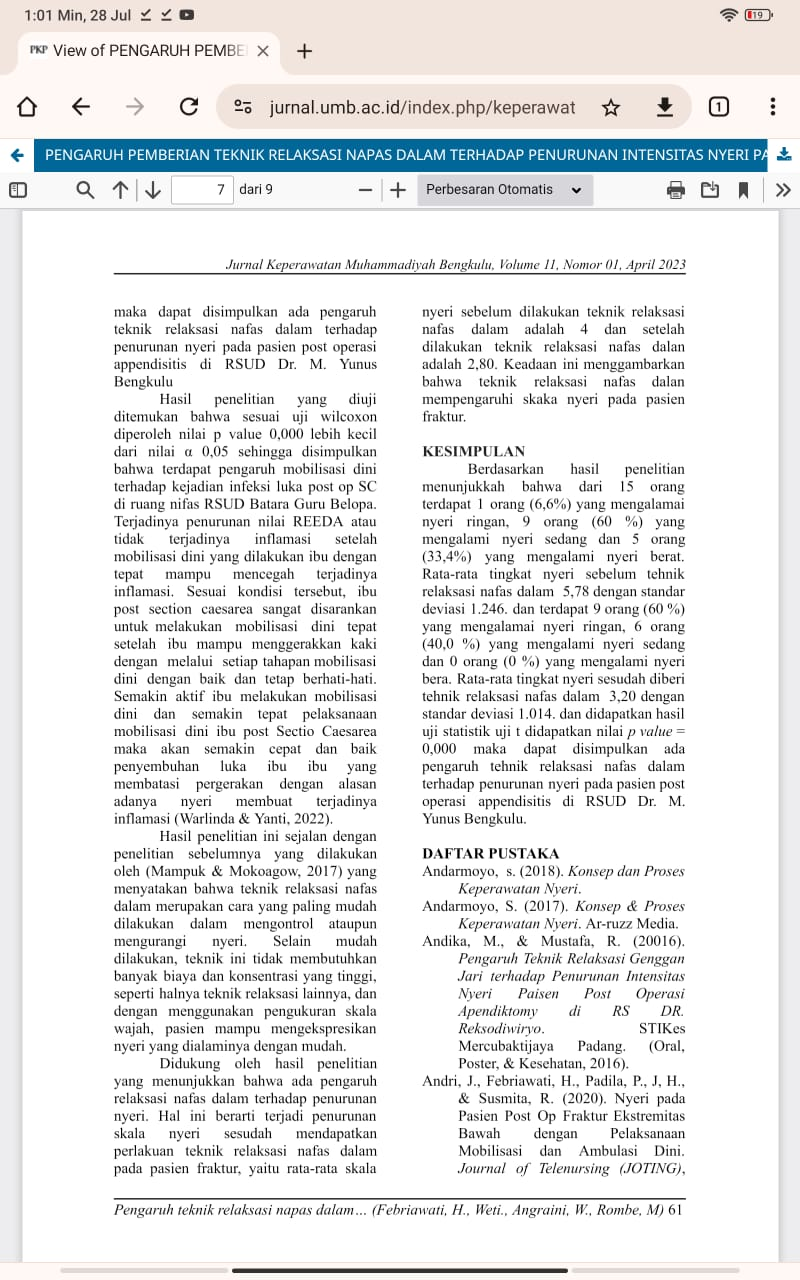 1:01 Min, 28 Jul
19
PKP View of PENGARUH PEMBE
jurnal.umb.ac.id/index.php/keperawat
1
PENGARUH PEMBERIAN TEKNIK RELAKSASI NAPAS DALAM TERHADAP PENURUNAN INTENSITAS NYERI PA
7 dari 9
Perbesaran Otomatis
Jurnal Keperawatan Muhammadiyah Bengkulu, Volume 11, Nomor 01, April 2023
maka dapat disimpulkan ada pengaruh
teknik relaksasi nafas dalam terhadap
penurunan nyeri pada pasien post operasi
appendisitis di RSUD Dr. M. Yunus
Bengkulu
Hasil penelitian yang diuji
ditemukan bahwa sesuai uji wilcoxon
diperoleh nilai p value 0,000 lebih kecil
dari nilai α 0,05 sehingga disimpulkan
bahwa terdapat pengaruh mobilisasi dini
terhadap kejadian infeksi luka post op SC
di ruang nifas RSUD Batara Guru Belopa.
Terjadinya penurunan nilai REEDA atau
tidak terjadinya inflamasi setelah
mobilisasi dini yang dilakukan ibu dengan
tepat mampu mencegah terjadinya
inflamasi. Sesuai kondisi tersebut, ibu
post section caesarea sangat disarankan
untuk melakukan mobilisasi dini tepat
setelah ibu mampu menggerakkan kaki
dengan melalui setiap tahapan mobilisasi
dini dengan baik dan tetap berhati-hati.
Semakin aktif ibu melakukan mobilisasi
dini dan semakin tepat pelaksanaan
mobilisasi dini ibu post Sectio Caesarea
maka akan semakin cepat dan baik
penyembuhan luka ibu ibu yang
membatasi pergerakan dengan alasan
adanya nyeri membuat terjadinya
inflamasi (Warlinda & Yanti, 2022).
Hasil penelitian ini sejalan dengan
penelitian sebelumnya yang dilakukan
oleh (Mampuk & Mokoagow, 2017) yang
menyatakan bahwa teknik relaksasi nafas
dalam merupakan cara yang paling mudah
dilakukan dalam mengontrol ataupun
mengurangi nyeri. Selain mudah
dilakukan, teknik ini tidak membutuhkan
banyak biaya dan konsentrasi yang tinggi,
seperti halnya teknik relaksasi lainnya, dan
dengan menggunakan pengukuran skala
wajah, pasien mampu mengekspresikan
nyeri yang dialaminya dengan mudah.
Didukung oleh hasil penelitian
yang menunjukkan bahwa ada pengaruh
relaksasi nafas dalam terhadap penurunan
nyeri. Hal ini berarti terjadi penurunan
skala nyeri sesudah mendapatkan
perlakuan teknik relaksasi nafas dalam
pada pasien fraktur, yaitu rata-rata skala
nyeri sebelum dilakukan teknik relaksasi
nafas dalam adalah 4 dan setelah
dilakukan teknik relaksasi nafas dalan
adalah 2,80. Keadaan ini menggambarkan
bahwa teknik relaksasi nafas dalan
mempengaruhi skaka nyeri pada pasien
fraktur.
KESIMPULAN
Berdasarkan hasil penelitian
menunjukkah bahwa dari 15 orang
terdapat 1 orang (6,6%) yang mengalamai
nyeri ringan, 9 orang (60 %) yang
mengalami nyeri sedang dan 5 orang
(33,4%) yang mengalami nyeri berat.
Rata-rata tingkat nyeri sebelum tehnik
relaksasi nafas dalam 5,78 dengan standar
deviasi 1.246. dan terdapat 9 orang (60 %)
yang mengalamai nyeri ringan, 6 orang
(40,0 %) yang mengalami nyeri sedang
dan 0 orang (0 %) yang mengalami nyeri
bera. Rata-rata tingkat nyeri sesudah diberi
tehnik relaksasi nafas dalam 3,20 dengan
standar deviasi 1.014. dan didapatkan hasil
uji statistik uji t didapatkan nilai p value =
0,000 maka dapat disimpulkan ada
pengaruh tehnik relaksasi nafas dalam
terhadap penurunan nyeri pada pasien post
operasi appendisitis di RSUD Dr. M.
Yunus Bengkulu.
DAFTAR PUSTAKA
Andarmoyo, s. (2018). Konsep dan Proses
Keperawatan Nyeri.
Andarmoyo, S. (2017). Konsep & Proses
Keperawatan Nyeri. Ar-ruzz Media.
Andika, M., & Mustafa, R. (20016).
Pengaruh Teknik Relaksasi Genggan
Jari terhadap Penurunan Intensitas
Nyeri Paisen Post Operasi
Apendiktomy di RS DR.
Reksodiwiryo. STIKes
Mercubaktijaya Padang. (Oral,
Poster, & Kesehatan, 2016).
Andri, J., Febriawati, H., Padila, P., J, H.,
& Susmita, R. (2020). Nyeri pada
Pasien Post Op Fraktur Ekstremitas
Bawah dengan Pelaksanaan
Mobilisasi dan Ambulasi Dini.
Journal of Telenursing (JOTING),
Pengaruh teknik relaksasi napas dalam… (Febriawati, H., Weti., Angraini, W., Rombe, M) 61